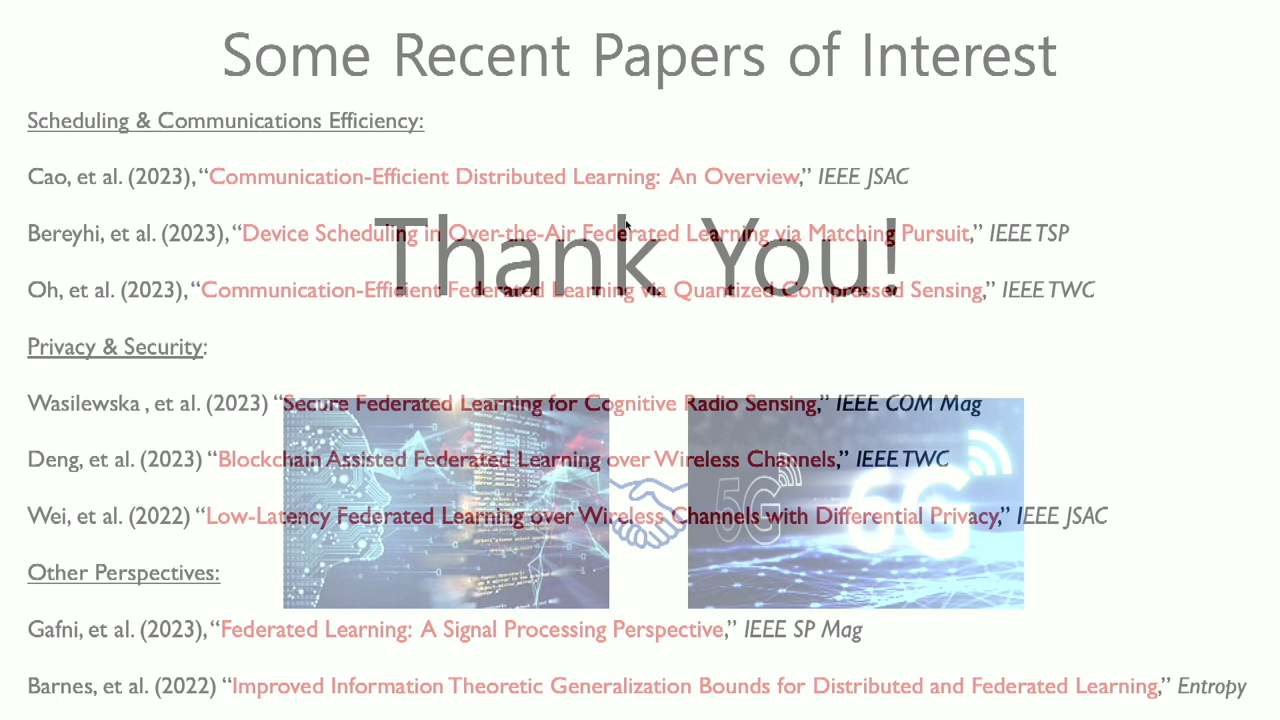 Some Recent Papers of Interest
Scheduling & Communications Efficiency:
Cao, et al. (2023), “Communication-Efficient Distributed Learning: An Overview,” IEEE JSAC
Bereyhi, et al. (2023), “Device Scheduling in Over-the-Air Federated Learning via Matching Pursuit,” IEEE TSP
Thank You!
Oh, et al. (2023), “Communication-Efficient Federated Learning via Quantized Compressed Sensing,” IEEE TWC
Privacy & Security:
Wasilewska , et al. (2023) “Secure Federated Learning for Cognitive Radio Sensing,” IEEE COM Mag
Deng, et al. (2023) “Blockchain Assisted Federated Learning over Wireless Channels,” IEEE TWC
5G 6G
Wei, et al. (2022) “Low-Latency Federated Learning over Wireless Channels with Differential Privacy,” IEEE JSAC
Other Perspectives:
Gafni, et al. (2023), “Federated Learning: A Signal Processing Perspective,” IEEE SP Mag
Barnes, et al. (2022) “Improved Information Theoretic Generalization Bounds for Distributed and Federated Learning,” Entropy